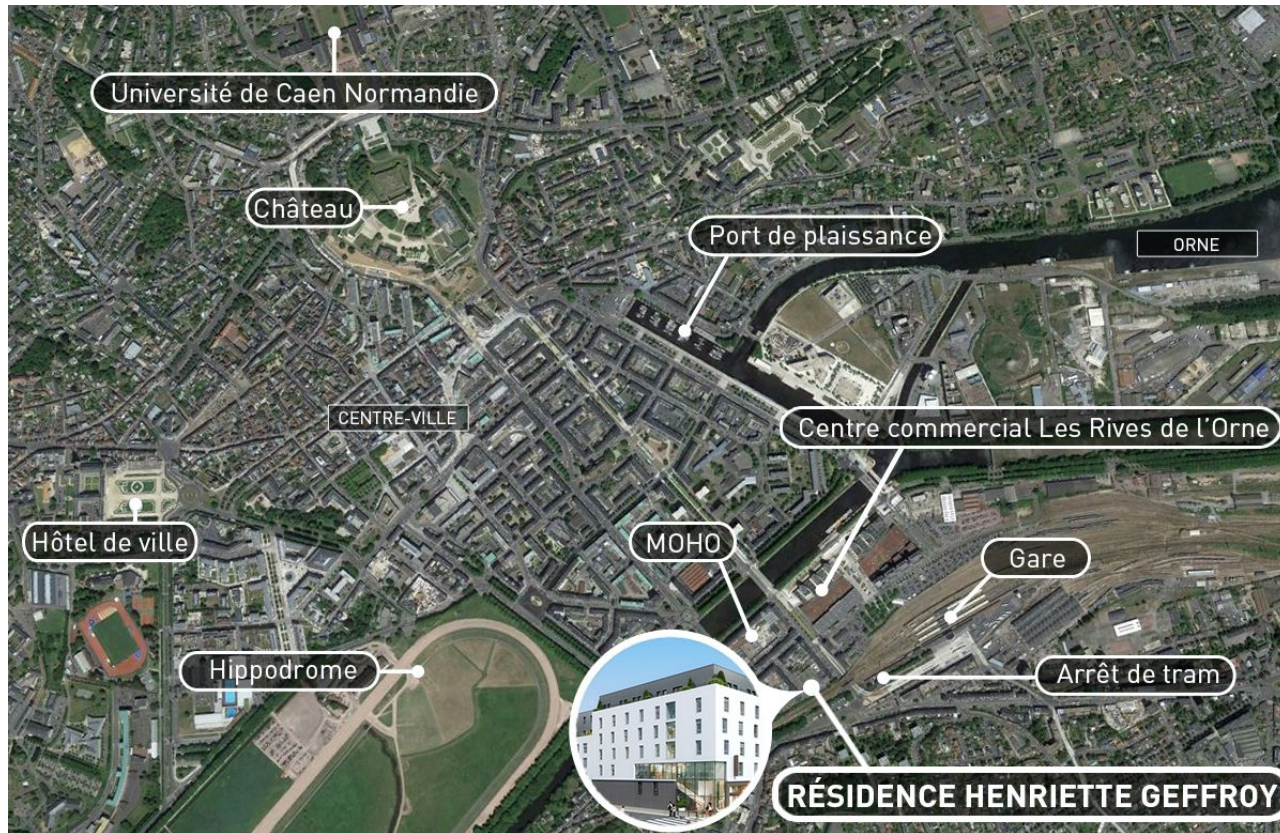 Université de Caen Normandie
Château
Port de plaissance
ORNE
CENTRE-VILLE
Centre commercial Les Rives de l'Orne
Hôtel de ville
MOHO
Gare
Hippodrome
Arrêt de tram
RÉSIDENCE HENRIETTE GEFFROY